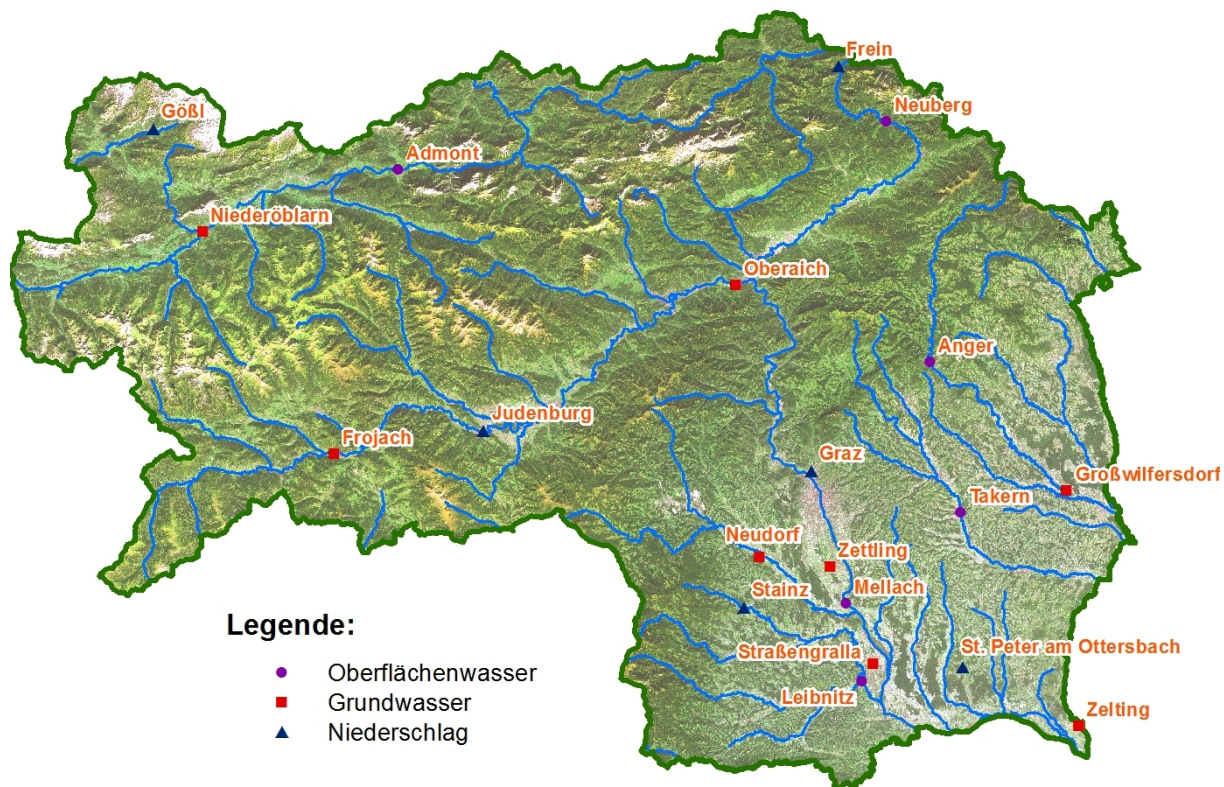 Frein
Gößl
Neuberg
Admont
Niederöblarn
Oberaich
Anger
Judenburg
Frojach
Graz
Großwilfersdorf
Takern
Neudorf
Zettling
Stainz
Mellach
Straßengralla
St. Peter am Ottersbach
Leibnitz
Zelting
Legende:
Oberflächenwasser
Grundwasser
Niederschlag